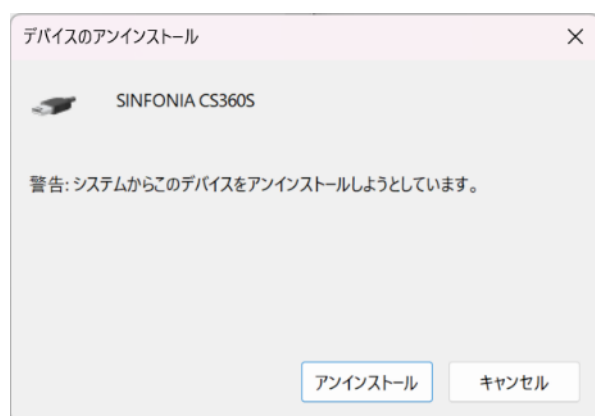 デバイスのアンインストール
SINFONIA CS360S
警告: システムからこのデバイスをアンインストールしようとしています。
アンインストール
キャンセル